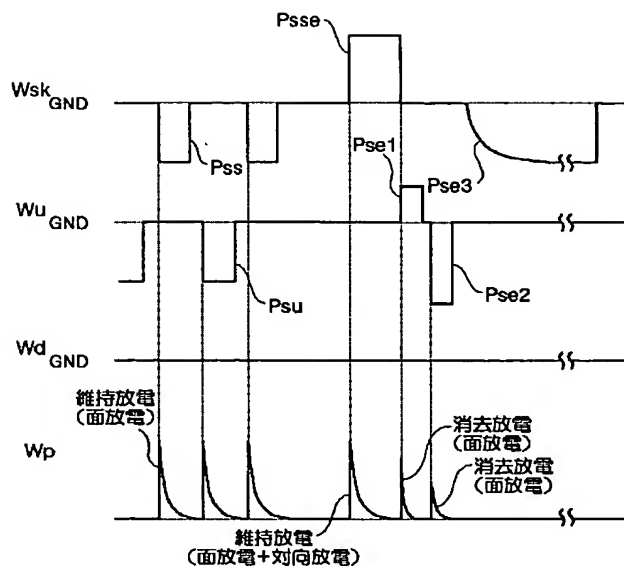 Psse
Wsk GND
Pss
Pse1
Pse3
Wu GND
Psu
Pse2
Wd GND
維持放電
(面放電)
Wp
消去放電
(面放電)
消去放電
(面放電)
維持放電
(面放電+対向放電)